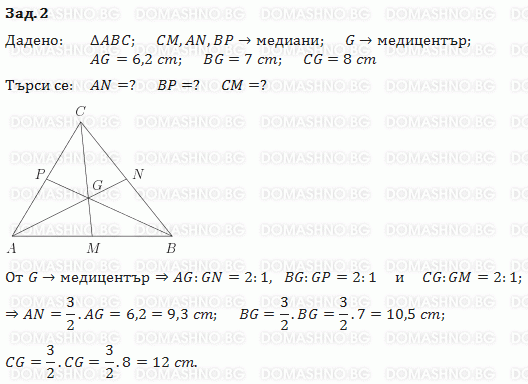 Зад.2
Дадено: ΔABC; CM, AN, BP → медиани; G → медицентър;
AG = 6,2 cm; BG = 7 cm; CG = 8 cm
Търси се: AN =? BP =? CM =?
C
P N
G
A M B
От G → медицентър ⇒ AG: GN = 2: 1, BG: GP = 2: 1 и CG: GM = 2: 1;
⇒ AN = 3/2 . AG = 6,2 = 9,3 cm; BG = 3/2 . BG = 3/2 . 7 = 10,5 cm;
CG = 3/2 . CG = 3/2 . 8 = 12 cm.
DOMASHNO.BG